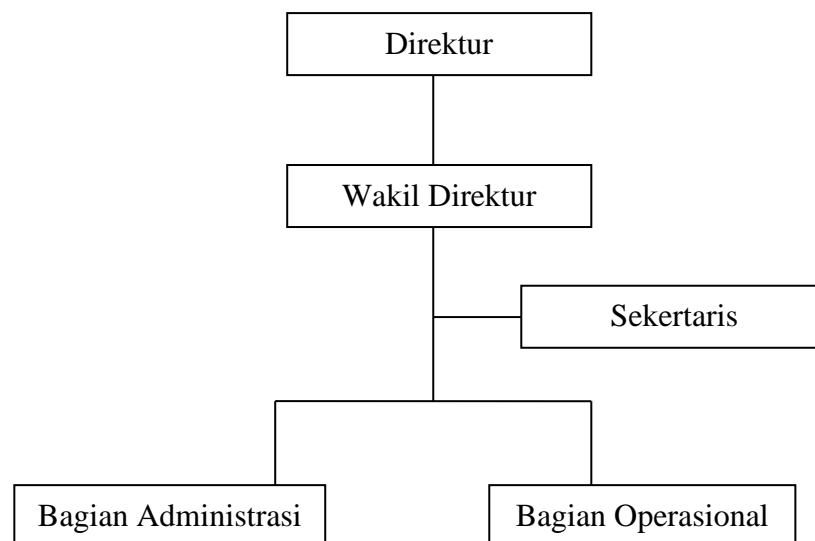 Direktur
Wakil Direktur
Sekertaris
Bagian Administrasi
Bagian Operasional